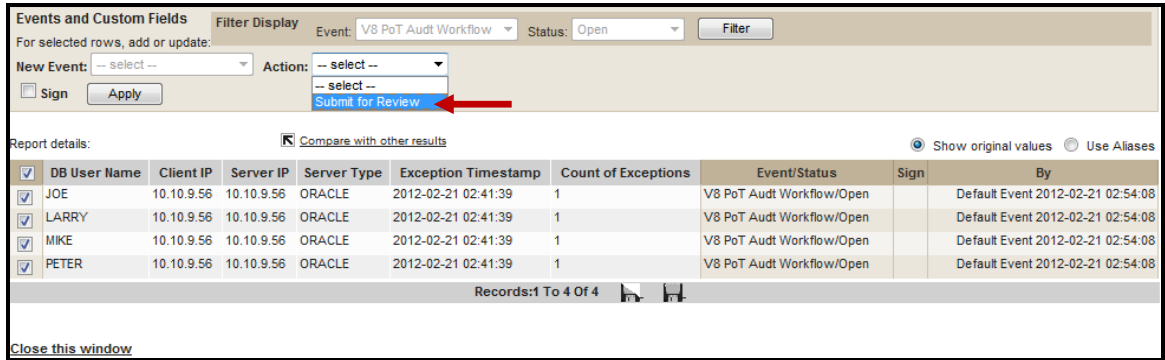 Events and Custom Fields
Filter Display Event: V8 PoT Audt Workflow Status: Open Filter
For selected rows, add or update:
New Event: -- select -- Action: -- select --
-- select --
Sign Apply
Submit for Review
Report details: Compare with other results Show original values Use Aliases
DB User Name Client IP Server IP Server Type Exception Timestamp Count of Exceptions Event/Status Sign By
JOE 10.10.9.56 10.10.9.56 ORACLE 2012-02-21 02:41:39 1 V8 PoT Audt Workflow/Open Default Event 2012-02-21 02:54:08
LARRY 10.10.9.56 10.10.9.56 ORACLE 2012-02-21 02:41:39 1 V8 PoT Audt Workflow/Open Default Event 2012-02-21 02:54:08
MIKE 10.10.9.56 10.10.9.56 ORACLE 2012-02-21 02:41:39 1 V8 PoT Audt Workflow/Open Default Event 2012-02-21 02:54:08
PETER 10.10.9.56 10.10.9.56 ORACLE 2012-02-21 02:41:39 1 V8 PoT Audt Workflow/Open Default Event 2012-02-21 02:54:08
Records:1 To 4 Of 4
Close this window